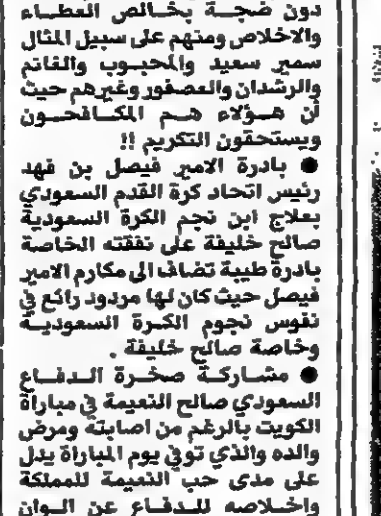 دون ضجة بخالص العطاء
والاخلاص ومنهم على سبيل المثال
سمير سعيد والمحبوب والغانم
والرشدان والعصفور وغيرهم حيث
أن هؤلاء هم المكافحون
ويستحقون التكريم !!
● بادرة الامير فيصل بن فهد
رئيس اتحاد كرة القدم السعودي
بعلاج ابن نجم الكرة السعودية
صالح خليفة على نفقته الخاصة
بادرة طيبة تضاف الى مكارم الامير
فيصل حيث كان لها مردود رائع في
نفوس نجوم الكرة السعودية
وخاصة صالح خليفة .
● مشاركة صخرة الدفاع
السعودي صالح النعيمة في مباراة
الكويت بالرغم من اصابته ومرض
والده والذي توفي يوم المباراة يدل
على مدى حب النعيمة للمملكة
واخلاصه للدفاع عن الوان